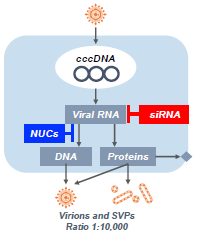 cccDNA
Viral RNA
siRNA
NUCs
DNA
Proteins
Virions and SVPs
Ratio 1:10,000